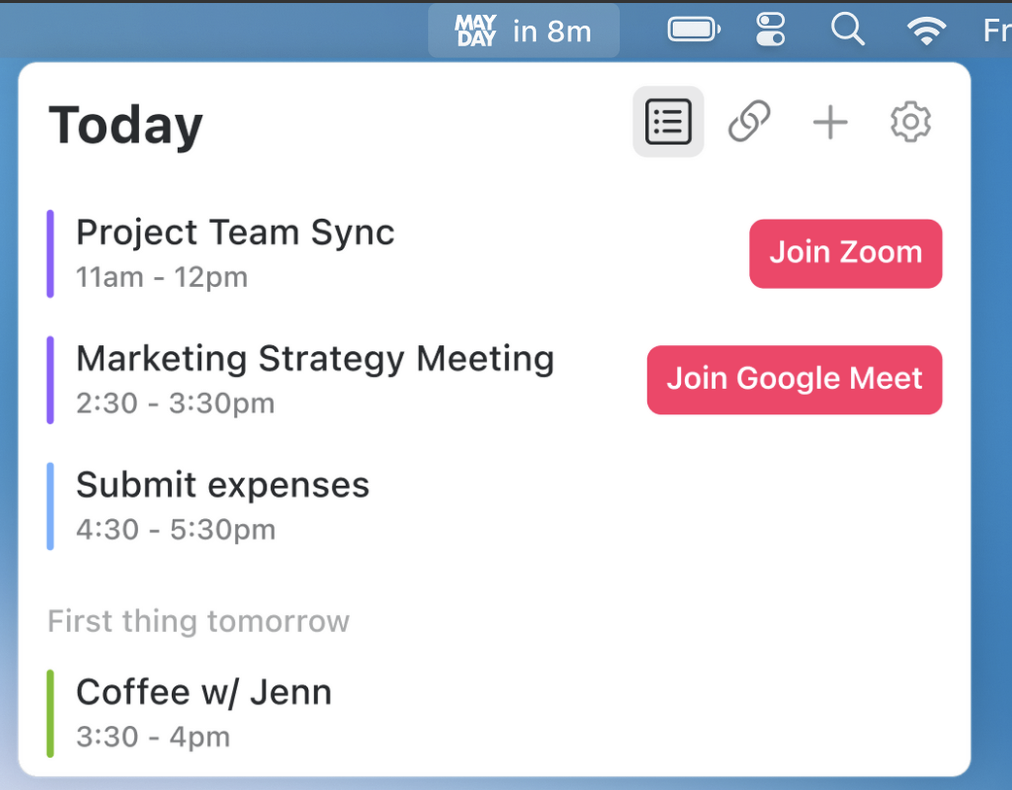 MAY
DAY in 8m
Fr
Today
Project Team Sync
11am - 12pm
Join Zoom
Marketing Strategy Meeting
2:30 - 3:30pm
Join Google Meet
Submit expenses
4:30 - 5:30pm
First thing tomorrow
Coffee w/ Jenn
3:30 - 4pm